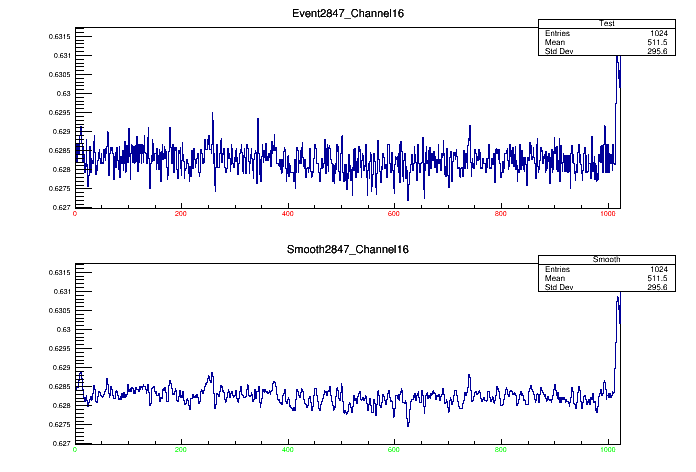 Event2847_Channel16
Test
Entries 1024
Mean 511.5
Std Dev 295.6
0.6315
0.631
0.6305
0.63
0.6295
0.629
0.6285
0.628
0.6275
0.627
0 200 400 600 800 1000
Smooth2847_Channel16
Smooth
Entries 1024
Mean 511.5
Std Dev 295.6
0.6315
0.631
0.6305
0.63
0.6295
0.629
0.6285
0.628
0.6275
0.627
0 200 400 600 800 1000